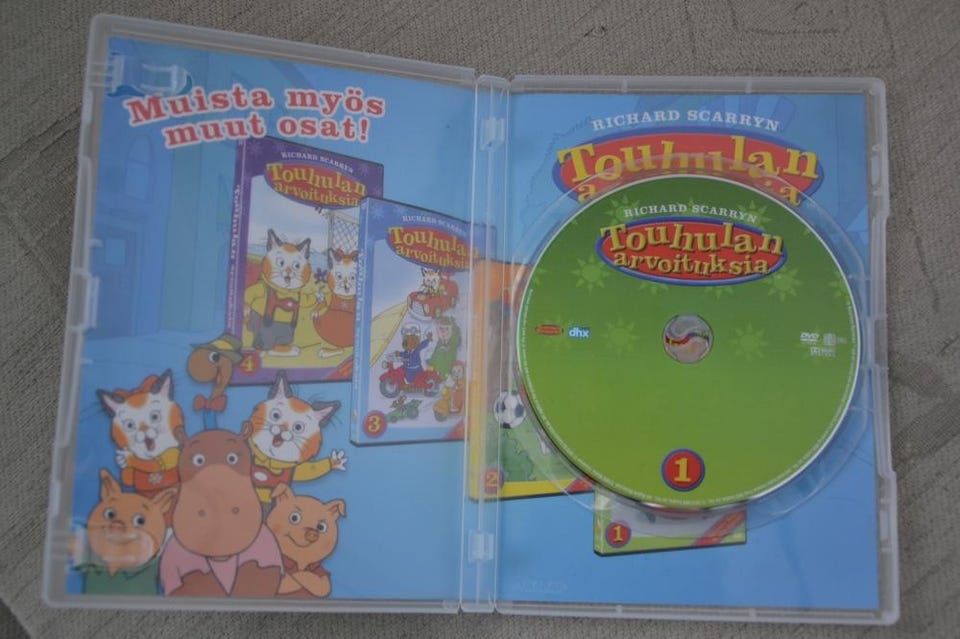 Muista myös
muut osat!
RICHARD SCARRYN
Touhulan
arvoituksia
4
RICHARD SCARRYN
Touhulan
arvoituksia
3
2
1
RICHARD SCARRYN
Touhulan
RICHARD SCARRYN
Touhulan
arvoituksia
dhx
DVD
1